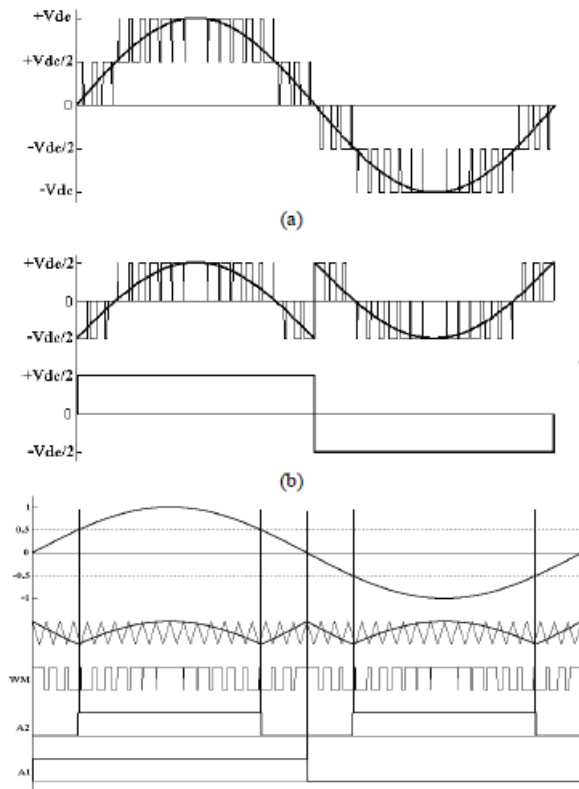 +Vdc
+Vdc/2
0
-Vdc/2
-Vdc
(a)
+Vdc/2
0
-Vdc/2
+Vdc/2
0
-Vdc/2
(b)
1
0.5
0
-0.5
-1
WM
A2
A1